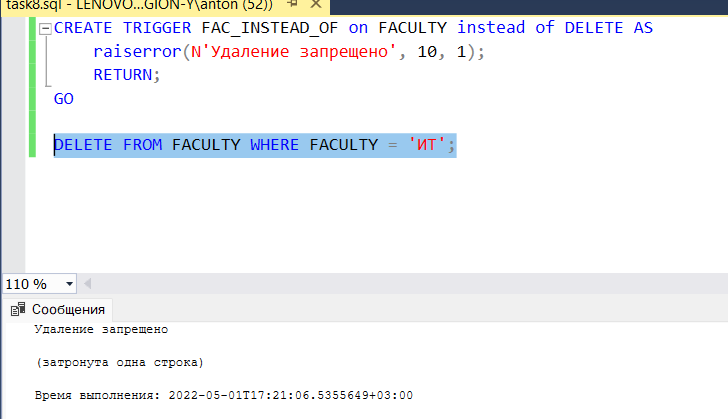 task8.sql - LENOVO...GION-Y\anton (52))
CREATE TRIGGER FAC_INSTEAD_OF on FACULTY instead of DELETE AS
raiserror(N'Удаление запрещено', 10, 1);
RETURN;
GO
DELETE FROM FACULTY WHERE FACULTY = 'ИТ';
110 %
Сообщения
Удаление запрещено
(затронута одна строка)
Время выполнения: 2022-05-01T17:21:06.5355649+03:00